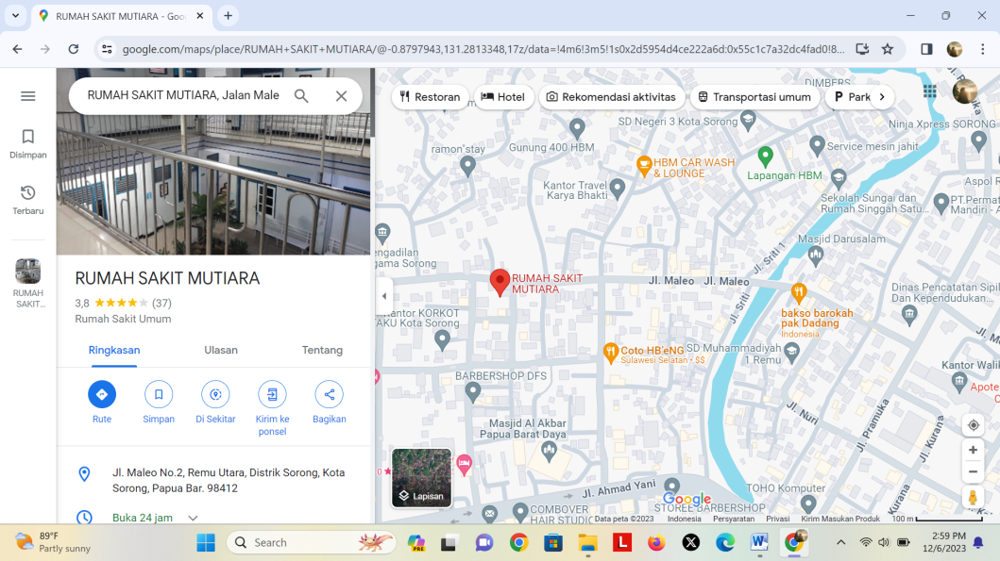 RUMAH SAKIT MUTIARA - Goo
google.com/maps/place/RUMAH+SAKIT+MUTIARA/@-0.8797943,131.2813348,17z/data=!4m6!3m5!1s0x2d5954d4ce222a6d:0x55c1c7a32dc4fad0!8...
RUMAH SAKIT MUTIARA, Jalan Male
Disimpan
Terbaru
RUMAH
SAKIT...
RUMAH SAKIT MUTIARA
3,8 (37)
Rumah Sakit Umum
Ringkasan
Ulasan
Tentang
Rute
Simpan
Di Sekitar
Kirim ke
ponsel
Bagikan
Jl. Maleo No.2, Remu Utara, Distrik Sorong, Kota
Sorong, Papua Bar. 98412
Buka 24 jam
Restoran
Hotel
Rekomendasi aktivitas
Transportasi umum
P Park
DIMBERS
SD Negeri 3 Kota Sorong
Ninja Xpress SORONG
ramon'stay
Gunung 400 HBM
Service mesin jahit
HBM CAR WASH
& LOUNGE
Lapangan HBM
Kantor Travel
Karya Bhakti
Aspol R
Sekolah Sungai dan
Rumah Singgah Satu...
PT.Permat
Mandiri - A
Masjid Darusalam
engadilan
gama Sorong
Jl. Sriti 1
RUMAH SAKIT
MUTIARA
Jl. Maleo
Jl. Maleo
Dinas Pencatatan Sipil
Dan Kependudukan...
Jl. Sriti
bakso barokah
pak Dadang
Indonesia
Kantor KORKOT
AKU Kota Sorong
Coto HB'eNG
Sulawesi Selatan • $$
SD Muhammadiyah
1 Remu
Jl. M
Kantor Walik
BARBERSHOP DFS
Apote
Jl. Nuri
Jl. Pramuka
Jl. Kurana
Masjid Al Akbar
Papua Barat Daya
Lapisan
Jl. Ahmad Yani
TOHO Komputer
Kurana
Google
STOREE BARBERSHOP
COMBOVER
HAIR STUDIO
Data peta ©2023
Indonesia
Persyaratan
Privasi
Kirim Masukan Produk
100 m
89°F
Partly sunny
Search
PRE
L
X
W
2:59 PM
12/6/2023